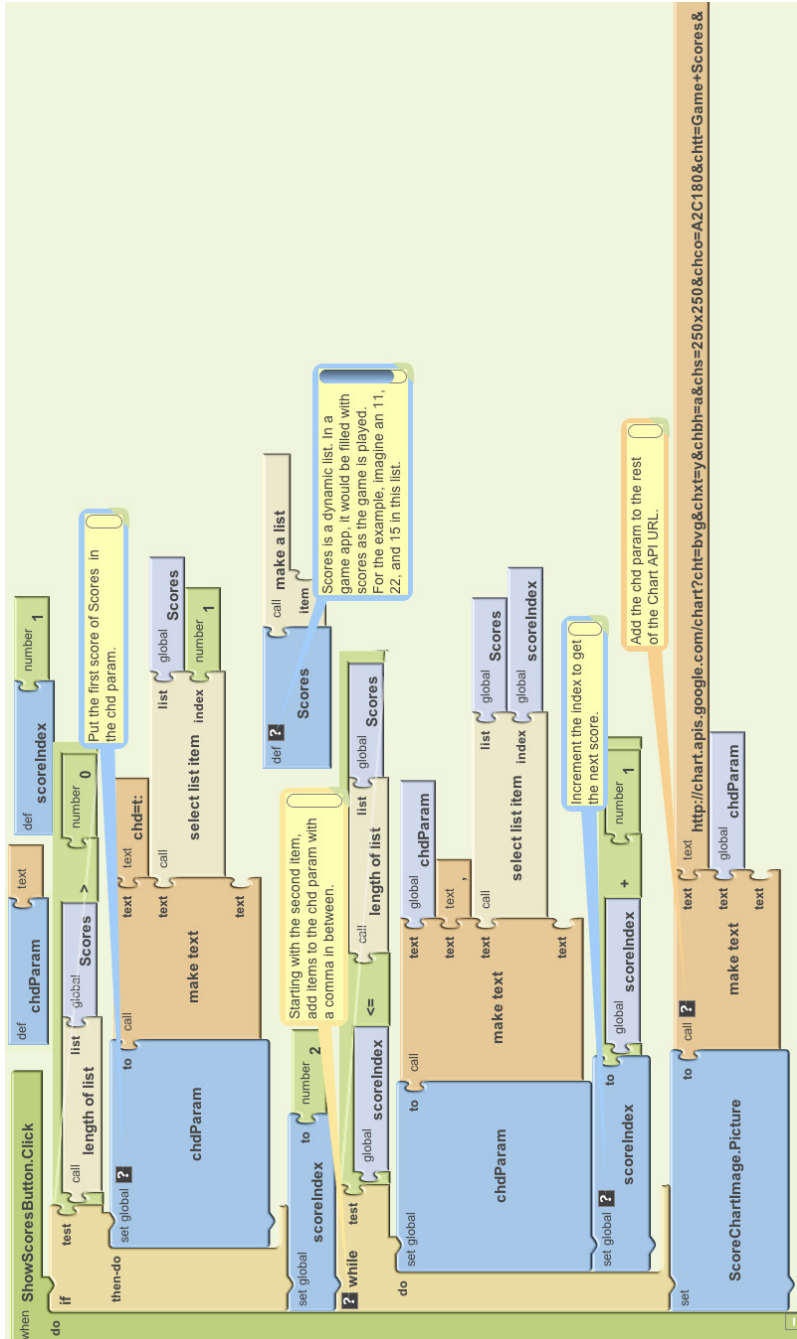 when ShowScoresButton.Click
do
def chdParam text
def scoreIndex number 1
if test call length of list list global Scores > number 0
Put the first score of Scores in
the chd param.
then-do set global ? chdParam to call make text text text chd=t:
text call select list item list global Scores
index number 1
text
def ? Scores call make a list
item
Scores is a dynamic list. In a
game app, it would be filled with
scores as the game is played.
For the example, imagine an 11,
22, and 15 in this list.
set global scoreIndex to number 2
Starting with the second item,
add items to the chd param with
a comma in between.
? while test global scoreIndex <= call length of list list global Scores
do set global chdParam to call make text text global chdParam
text text ,
text call select list item list global Scores
index global scoreIndex
text
Increment the index to get
the next score.
set global ? scoreIndex to global scoreIndex + number 1
Add the chd param to the rest
of the Chart API URL.
set ScoreChartImage.Picture to call ? make text text text http://chart.apis.google.com/chart?cht=bvg&chxt=y&chbh=a&chs=250x250&chco=A2C180&chtt=Game+Scores&
text global chdParam
text